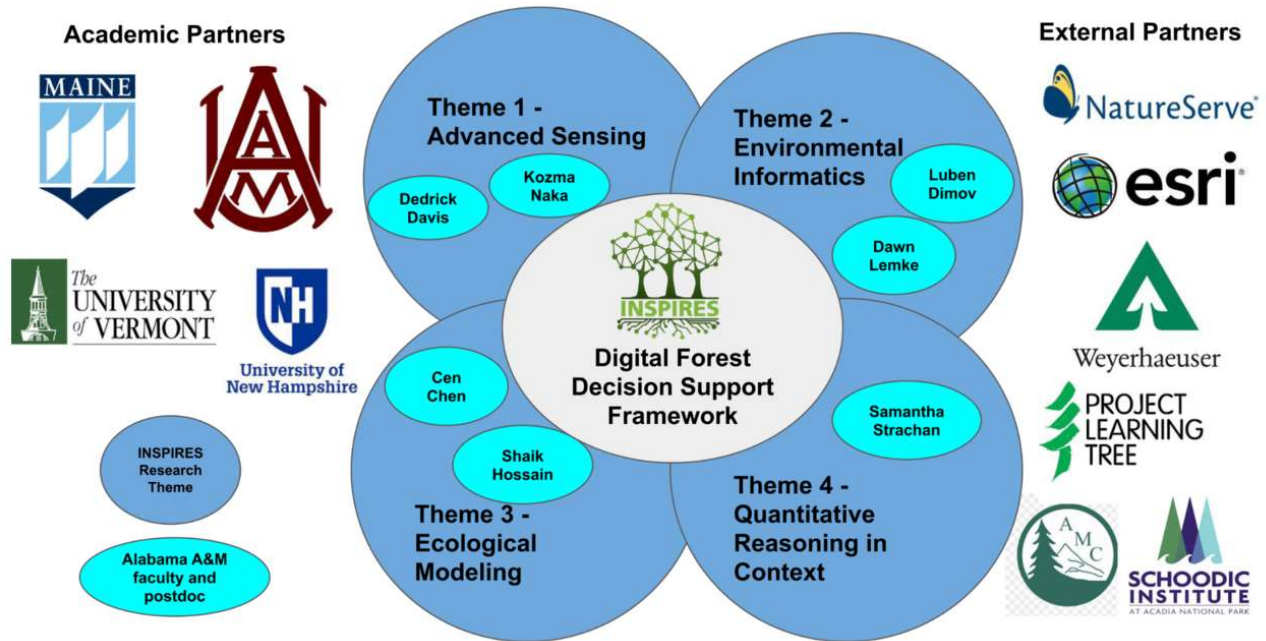 Academic Partners
MAINE
AAMU
The
UNIVERSITY
of VERMONT
NH
University of
New Hampshire
INSPIRES
Research
Theme
Alabama A&M
faculty and
postdoc
Theme 1 -
Advanced Sensing
Kozma
Naka
Dedrick
Davis
Theme 2 -
Environmental
Informatics
Luben
Dimov
Dawn
Lemke
INSPIRES
Digital Forest
Decision Support
Framework
Cen
Chen
Shaik
Hossain
Theme 3 -
Ecological
Modeling
Samantha
Strachan
Theme 4 -
Quantitative
Reasoning in
Context
External Partners
NatureServe®
esri®
Weyerhaeuser
PROJECT
LEARNING
TREE
AMC
SCHOODIC
INSTITUTE
AT ACADIA NATIONAL PARK